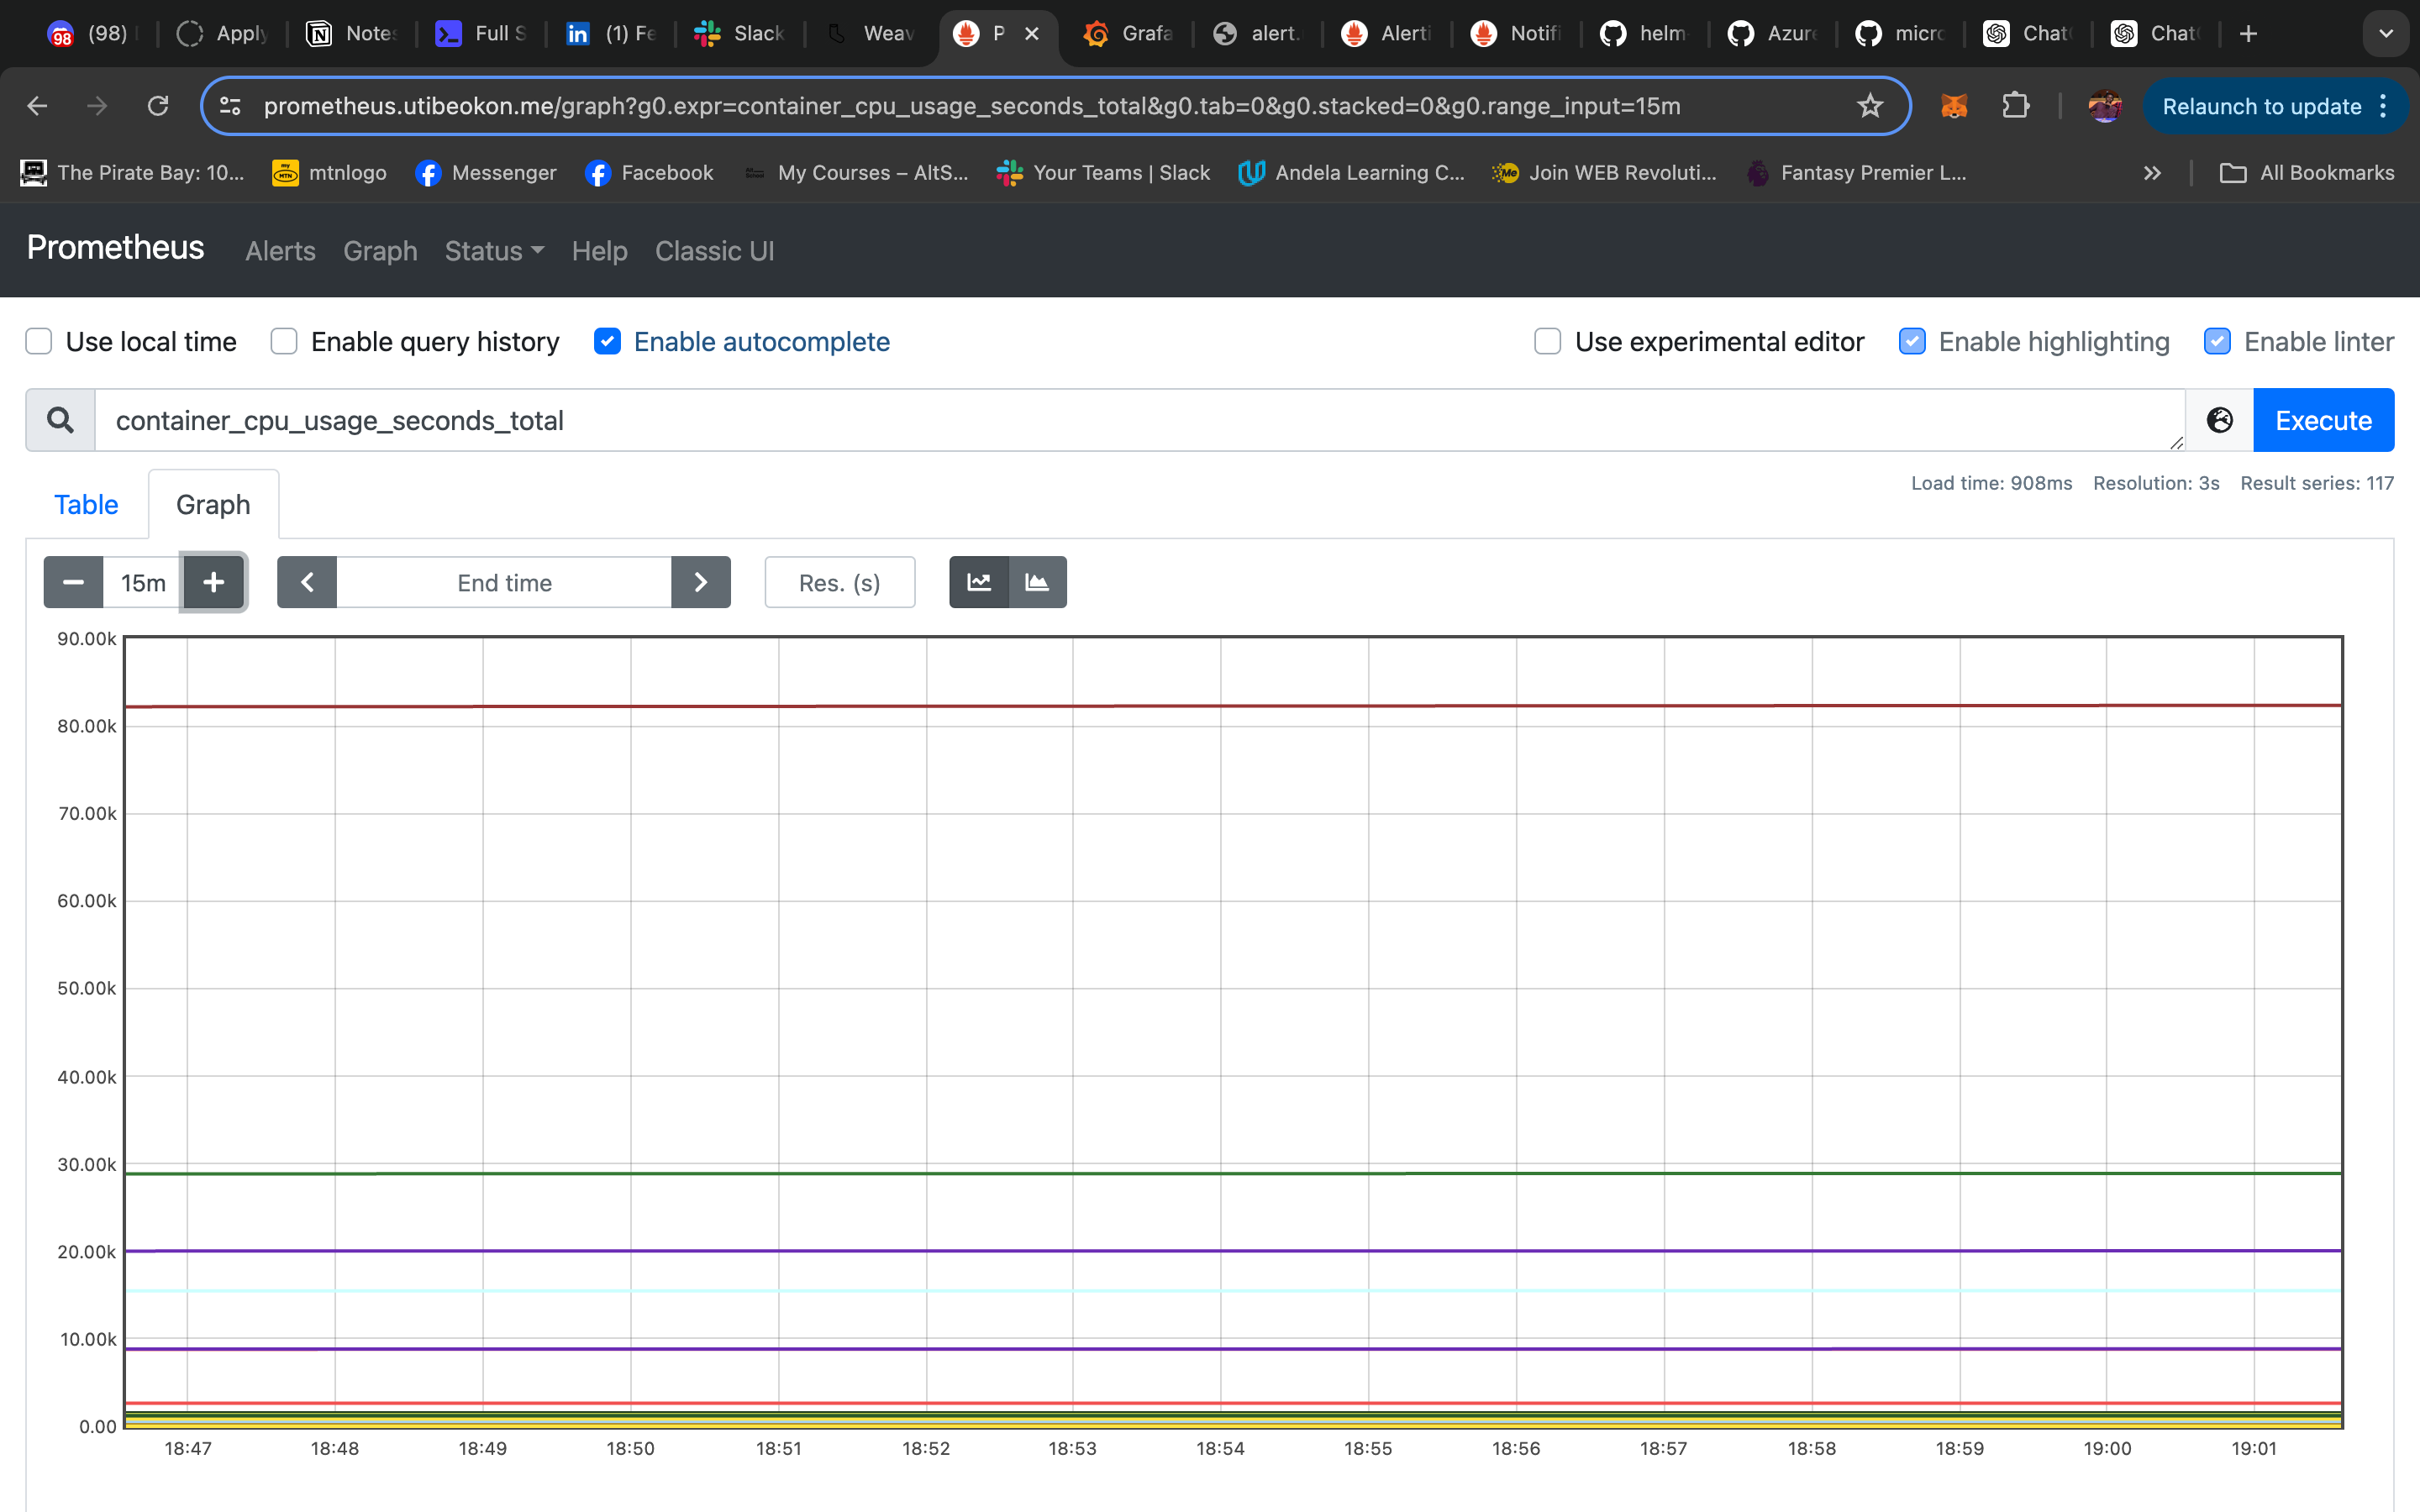 98 (98) Apply Notes Full S in (1) Fe Slack Weav P Grafa alert. Alerti Notifi helm- Azure micro Chat Chat
prometheus.utibeokon.me/graph?g0.expr=container_cpu_usage_seconds_total&g0.tab=0&g0.stacked=0&g0.range_input=15m Relaunch to update
The Pirate Bay: 10... mtnlogo Messenger Facebook My Courses – AltS... Your Teams | Slack Andela Learning C... Join WEB Revoluti... Fantasy Premier L... All Bookmarks
Prometheus Alerts Graph Status Help Classic UI
Use local time Enable query history Enable autocomplete Use experimental editor Enable highlighting Enable linter
container_cpu_usage_seconds_total Execute
Load time: 908ms Resolution: 3s Result series: 117
Table Graph
15m End time Res. (s)
90.00k
80.00k
70.00k
60.00k
50.00k
40.00k
30.00k
20.00k
10.00k
0.00
18:47 18:48 18:49 18:50 18:51 18:52 18:53 18:54 18:55 18:56 18:57 18:58 18:59 19:00 19:01